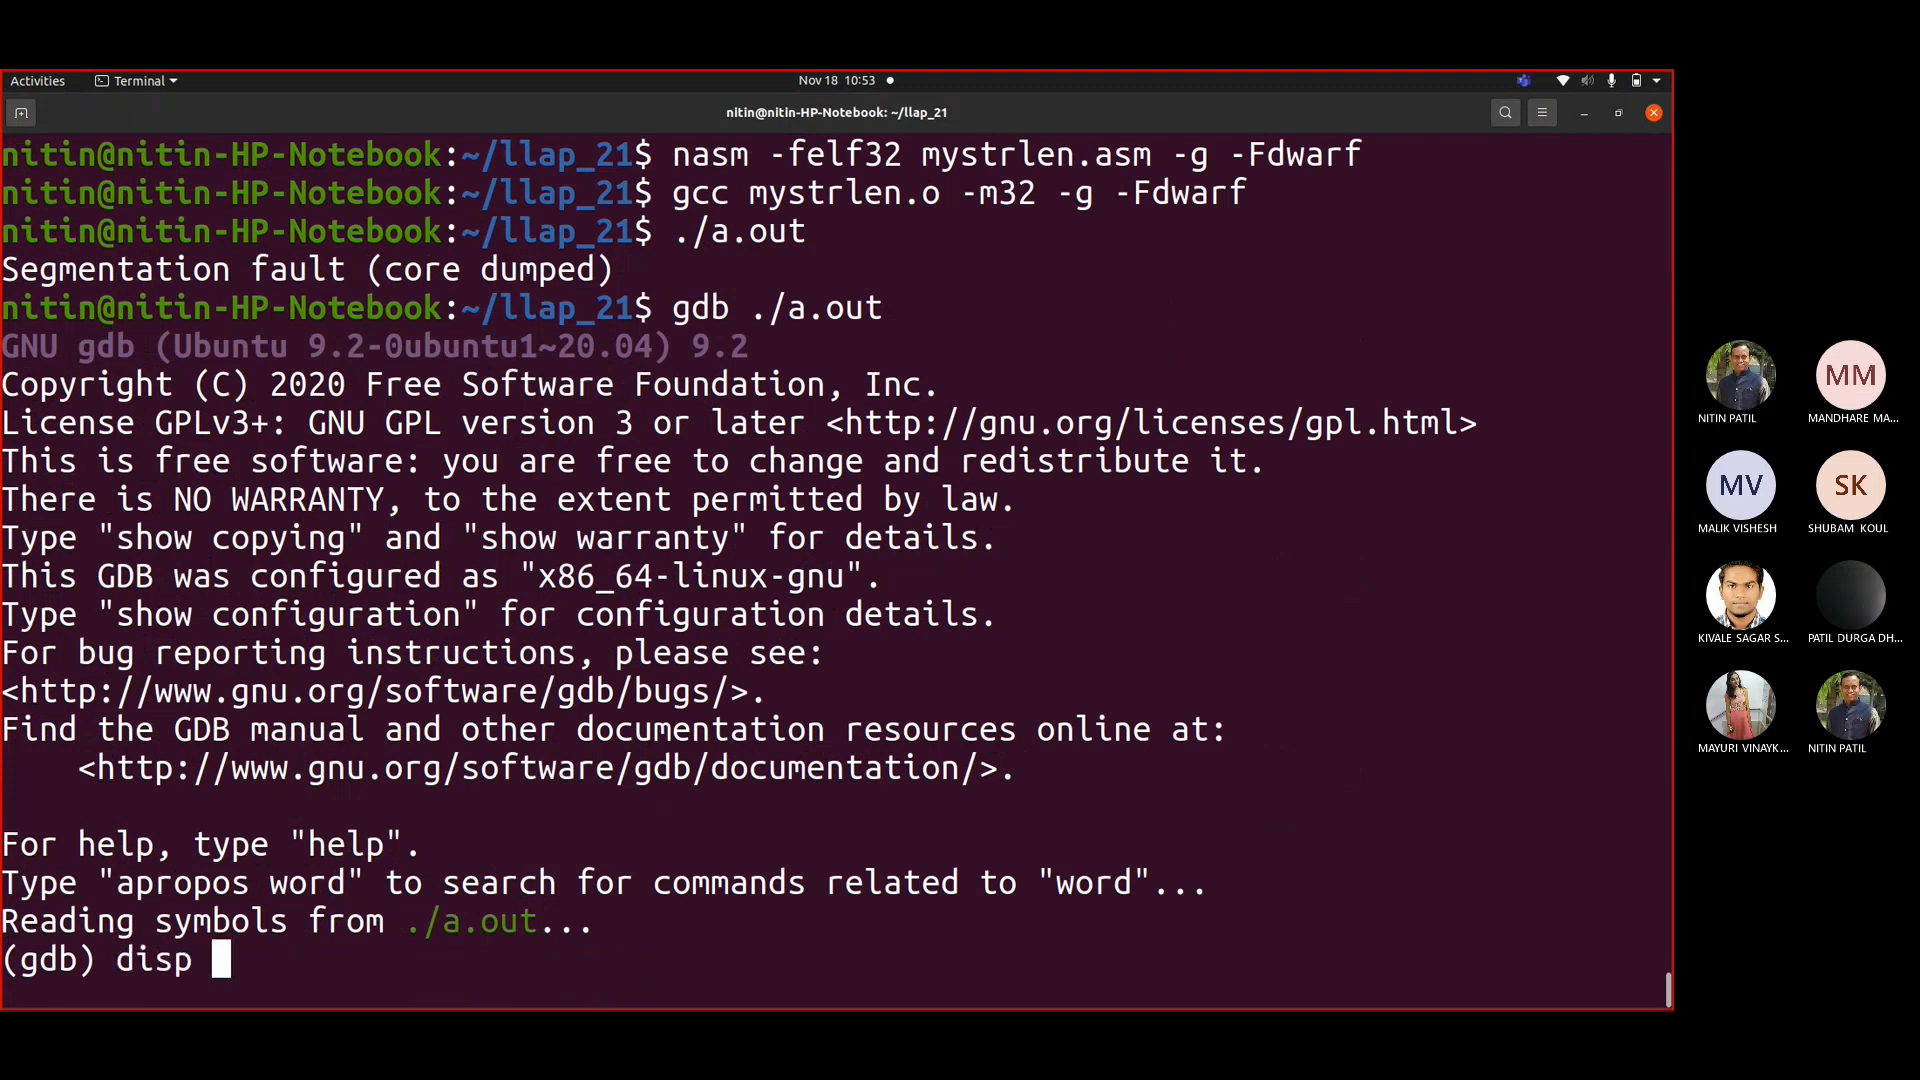 Activities
Terminal
Nov 18 10:53
nitin@nitin-HP-Notebook: ~/llap_21
nitin@nitin-HP-Notebook:~/llap_21$ nasm -felf32 mystrlen.asm -g -Fdwarf
nitin@nitin-HP-Notebook:~/llap_21$ gcc mystrlen.o -m32 -g -Fdwarf
nitin@nitin-HP-Notebook:~/llap_21$ ./a.out
Segmentation fault (core dumped)
nitin@nitin-HP-Notebook:~/llap_21$ gdb ./a.out
GNU gdb (Ubuntu 9.2-0ubuntu1~20.04) 9.2
Copyright (C) 2020 Free Software Foundation, Inc.
License GPLv3+: GNU GPL version 3 or later <http://gnu.org/licenses/gpl.html>
This is free software: you are free to change and redistribute it.
There is NO WARRANTY, to the extent permitted by law.
Type "show copying" and "show warranty" for details.
This GDB was configured as "x86_64-linux-gnu".
Type "show configuration" for configuration details.
For bug reporting instructions, please see:
<http://www.gnu.org/software/gdb/bugs/>.
Find the GDB manual and other documentation resources online at:
    <http://www.gnu.org/software/gdb/documentation/>.

For help, type "help".
Type "apropos word" to search for commands related to "word"...
Reading symbols from ./a.out...
(gdb) disp
NITIN PATIL
MM
MANDHARE MA...
MV
MALIK VISHESH
SK
SHUBAM KOUL
KIVALE SAGAR S...
PATIL DURGA DH...
MAYURI VINAYK...
NITIN PATIL